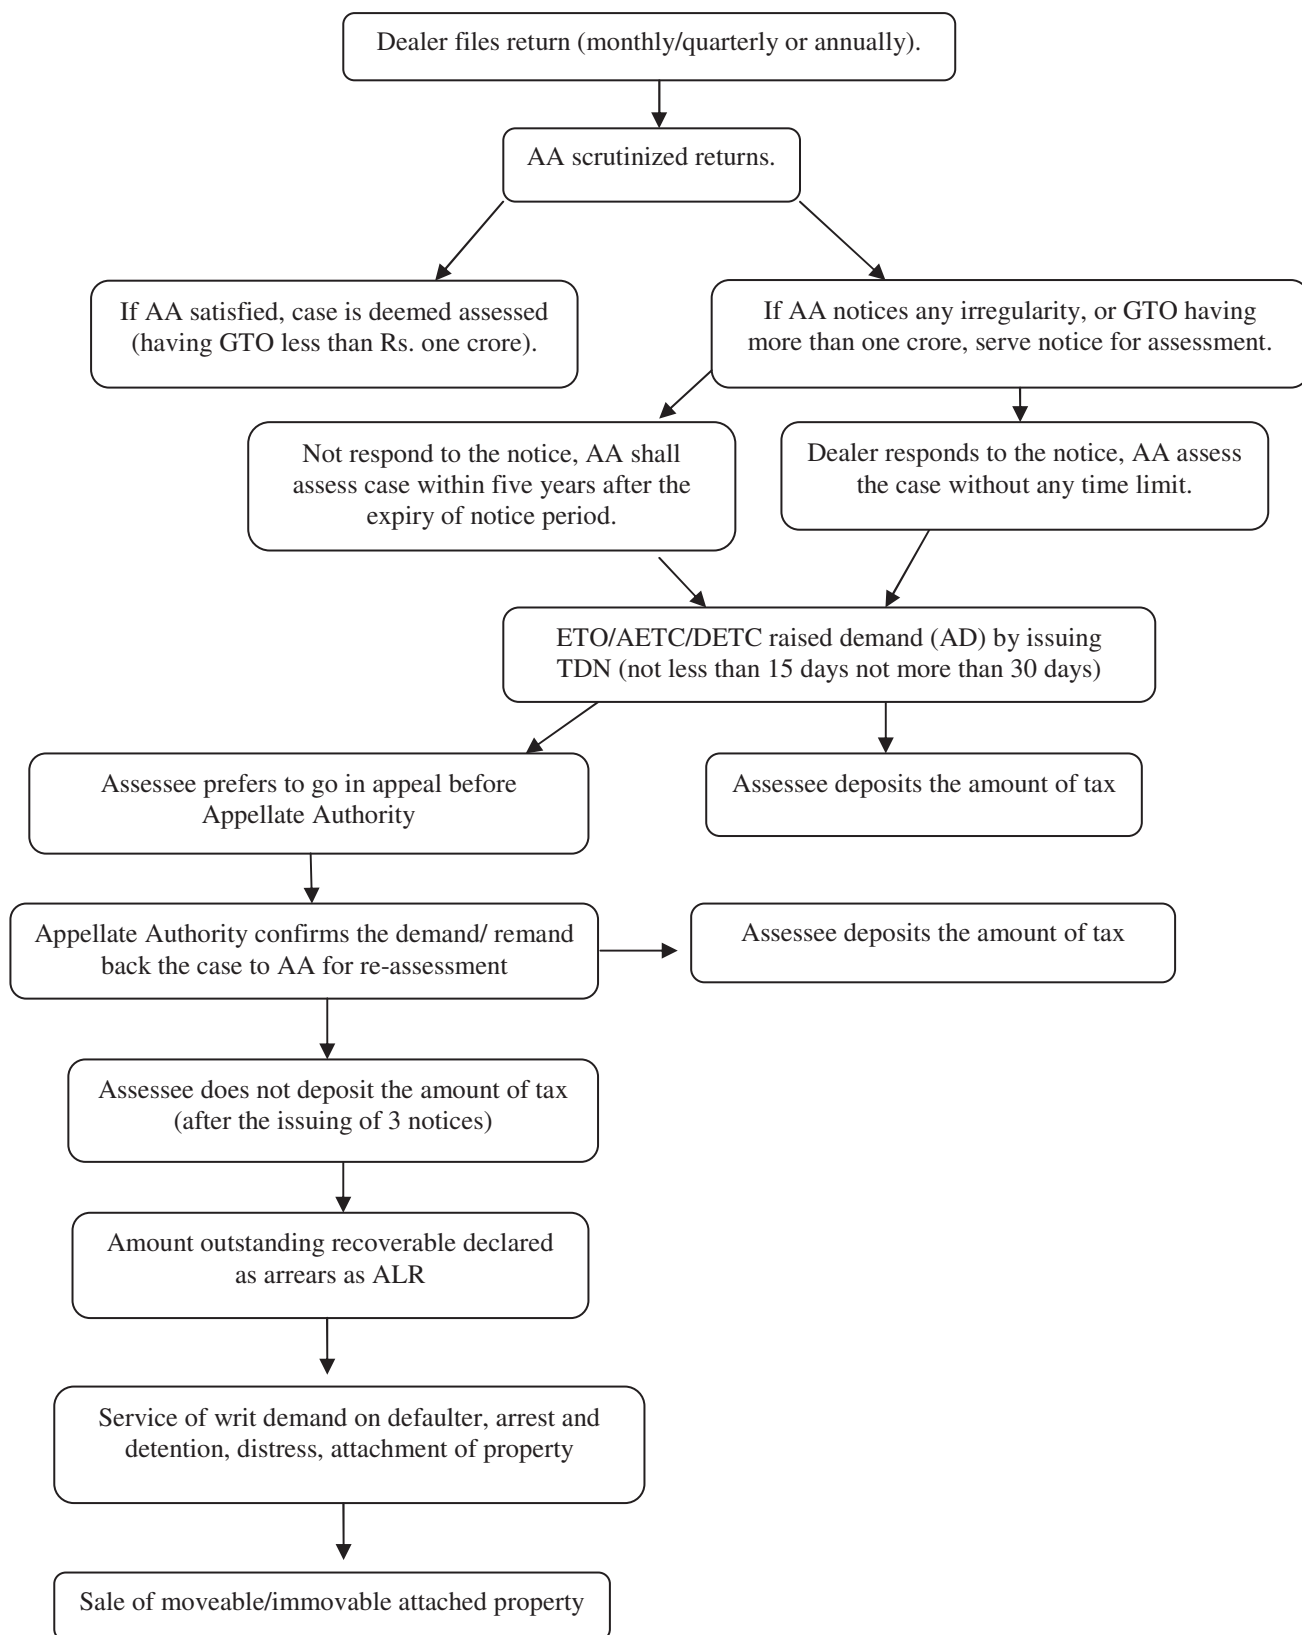 Dealer files return (monthly/quarterly or annually).
AA scrutinized returns.
If AA satisfied, case is deemed assessed
(having GTO less than Rs. one crore).
If AA notices any irregularity, or GTO having
more than one crore, serve notice for assessment.
Not respond to the notice, AA shall
assess case within five years after the
expiry of notice period.
Dealer responds to the notice, AA assess
the case without any time limit.
ETO/AETC/DETC raised demand (AD) by issuing
TDN (not less than 15 days not more than 30 days)
Assessee prefers to go in appeal before
Appellate Authority
Assessee deposits the amount of tax
Appellate Authority confirms the demand/ remand
back the case to AA for re-assessment
Assessee deposits the amount of tax
Assessee does not deposit the amount of tax
(after the issuing of 3 notices)
Amount outstanding recoverable declared
as arrears as ALR
Service of writ demand on defaulter, arrest and
detention, distress, attachment of property
Sale of moveable/immovable attached property